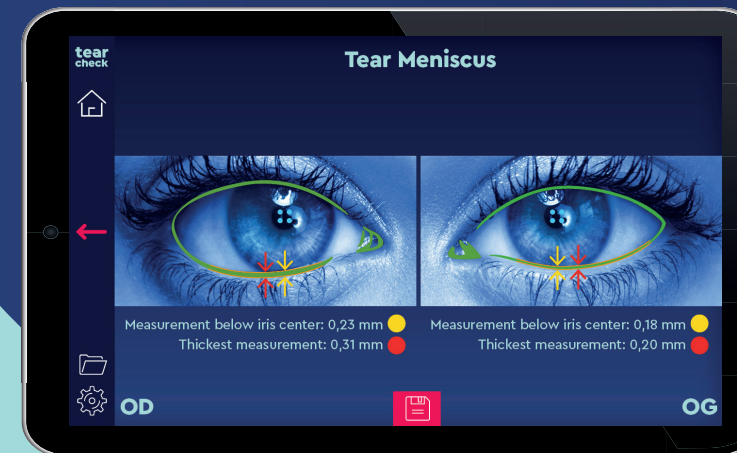 tear
check
Tear Meniscus
Measurement below iris center: 0,23 mm
Thickest measurement: 0,31 mm
Measurement below iris center: 0,18 mm
Thickest measurement: 0,20 mm
OD
OG